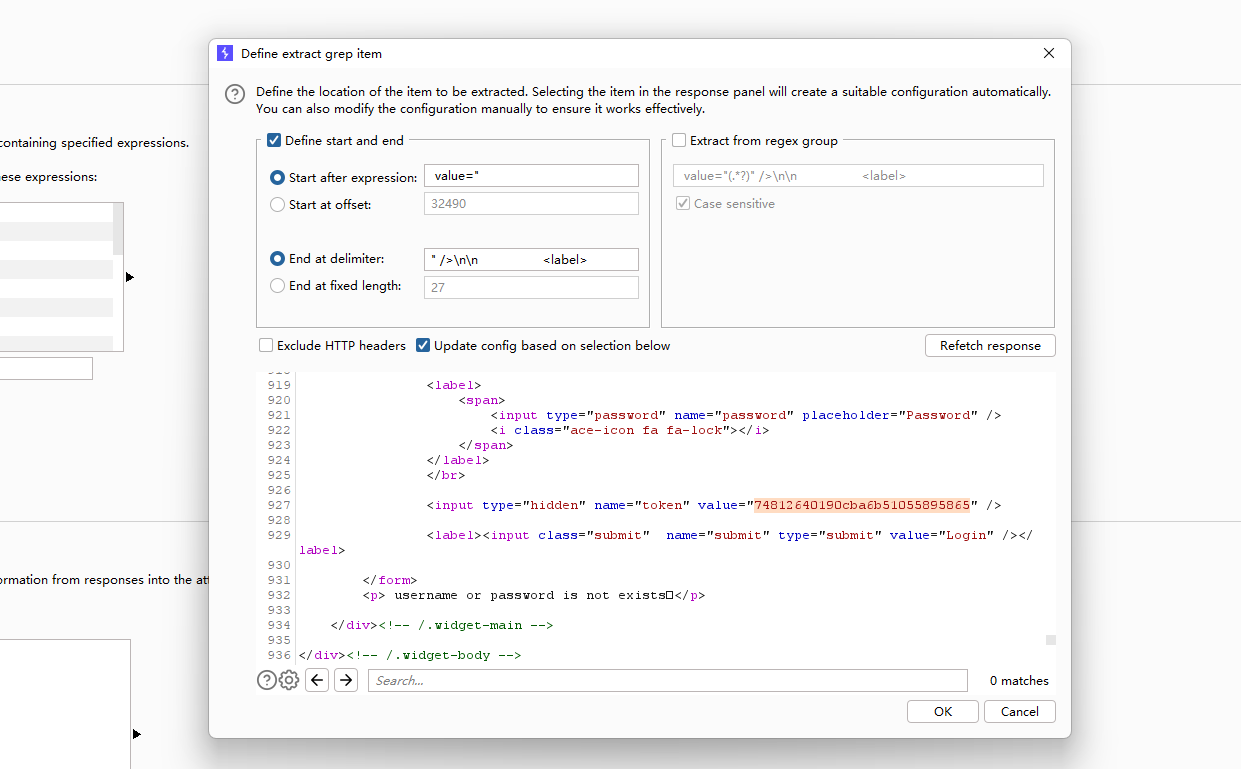 Define extract grep item
Define the location of the item to be extracted. Selecting the item in the response panel will create a suitable configuration automatically.
You can also modify the configuration manually to ensure it works effectively.
containing specified expressions.
Define start and end
Extract from regex group
ese expressions:
Start after expression:
value="
value="(.*?)" />\n\n                    <label>
Start at offset:
32490
Case sensitive
End at delimiter:
" />\n\n                    <label>
End at fixed length:
27
Exclude HTTP headers
Update config based on selection below
Refetch response
919                <label>
920                    <span>
921                        <input type="password" name="password" placeholder="Password" />
922                        <i class="ace-icon fa fa-lock"></i>
923                    </span>
924                </label>
925                </br>
926
927                <input type="hidden" name="token" value="74812640190cba6b51055895865" />
928
929                <label><input class="submit"  name="submit" type="submit" value="Login" /></
label>
930
931        </form>
932        <p> username or password is not exists□</p>
933
934    </div><!-- /.widget-main -->
935
936 </div><!-- /.widget-body -->
ormation from responses into the at
Search...
0 matches
OK
Cancel